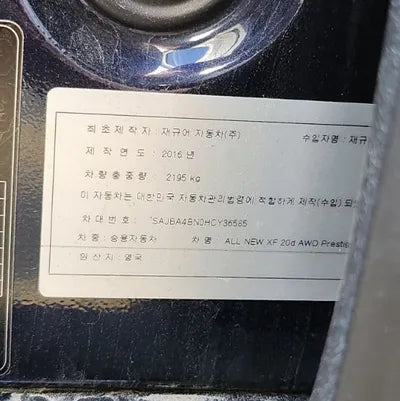 최초제작자 : 재규어 자동차(주) 수입자명 : 재규
제작연도 : 2016 년
차량총중량 : 2195 kg
이 자동차는 대한민국 자동차관리법령에 적합하게 제작(수입) 되
차대번호 : SAJBA4BN0HCY36585
차종 : 승용자동차 차명 ALL NEW XF 20d AWD Prestig
원산지 : 영국